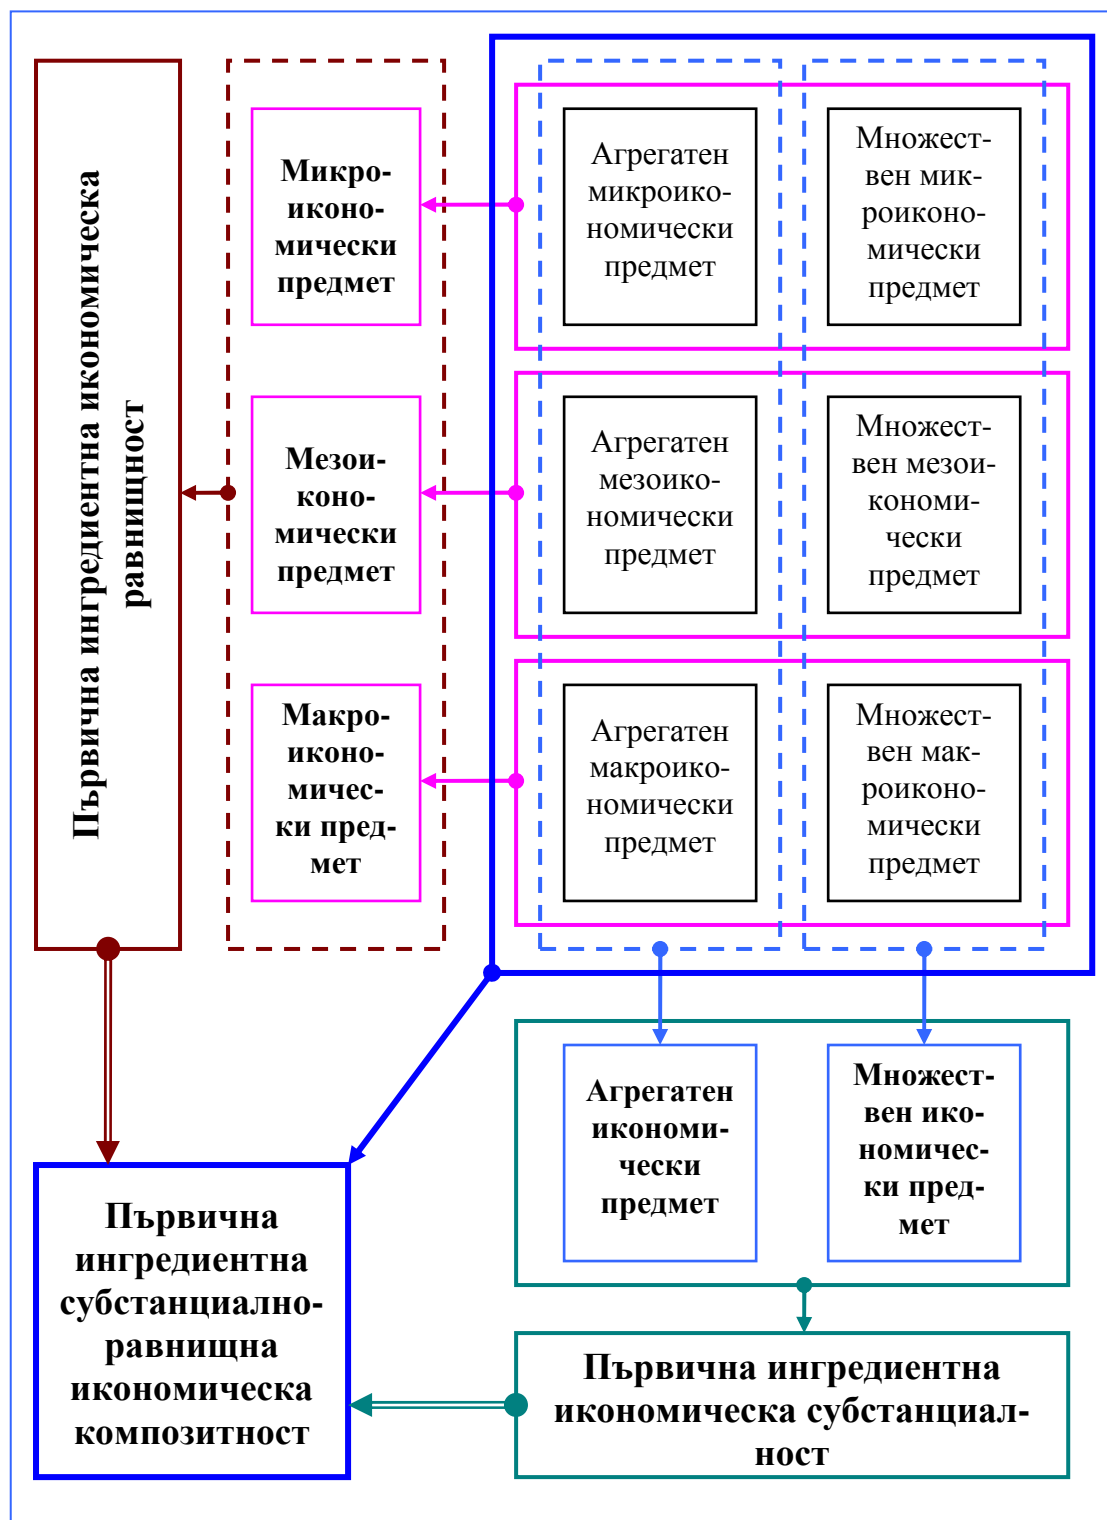 Първична ингредиентна икономическа
равнищност
Микро-
иконо-
мически
предмет
Агрегатен
микроико-
номически
предмет
Множест-
вен мик-
роиконо-
мически
предмет
Мезои-
коно-
мически
предмет
Агрегатен
мезоико-
номически
предмет
Множест-
вен мезои-
кономи-
чески
предмет
Макро-
иконо-
мичес-
ки пред-
мет
Агрегатен
макроико-
номически
предмет
Множест-
вен мак-
роиконо-
мически
предмет
Агрегатен
икономи-
чески
предмет
Множест-
вен ико-
номичес-
ки пред-
мет
Първична
ингредиентна
субстанциално-
равнищна
икономическа
композитност
Първична ингредиентна
икономическа субстанциал-
ност